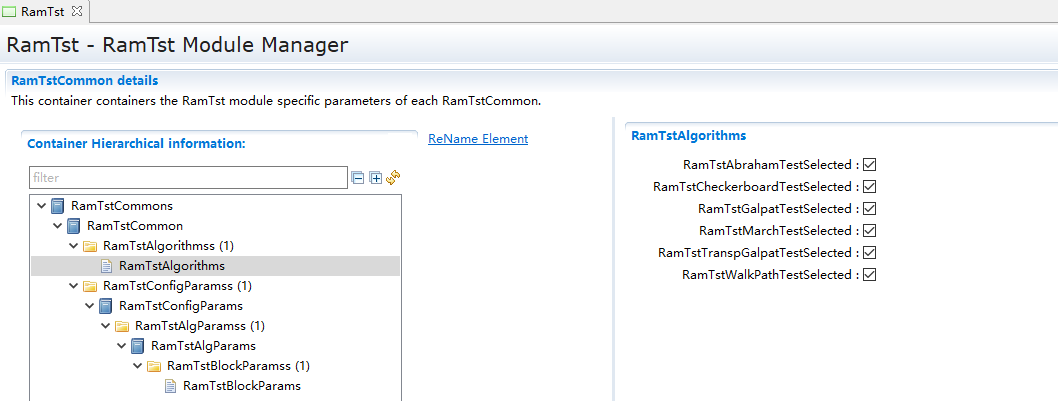 RamTst
RamTst - RamTst Module Manager
RamTstCommon details
This container containers the RamTst module specific parameters of each RamTstCommon.
Container Hierarchical information:
ReName Element
filter
RamTstCommons
RamTstCommon
RamTstAlgorithmss (1)
RamTstAlgorithms
RamTstConfigParamss (1)
RamTstConfigParams
RamTstAlgParamss (1)
RamTstAlgParams
RamTstBlockParamss (1)
RamTstBlockParams
RamTstAlgorithms
RamTstAbrahamTestSelected :
RamTstCheckerboardTestSelected :
RamTstGalpatTestSelected :
RamTstMarchTestSelected :
RamTstTranspGalpatTestSelected :
RamTstWalkPathTestSelected :